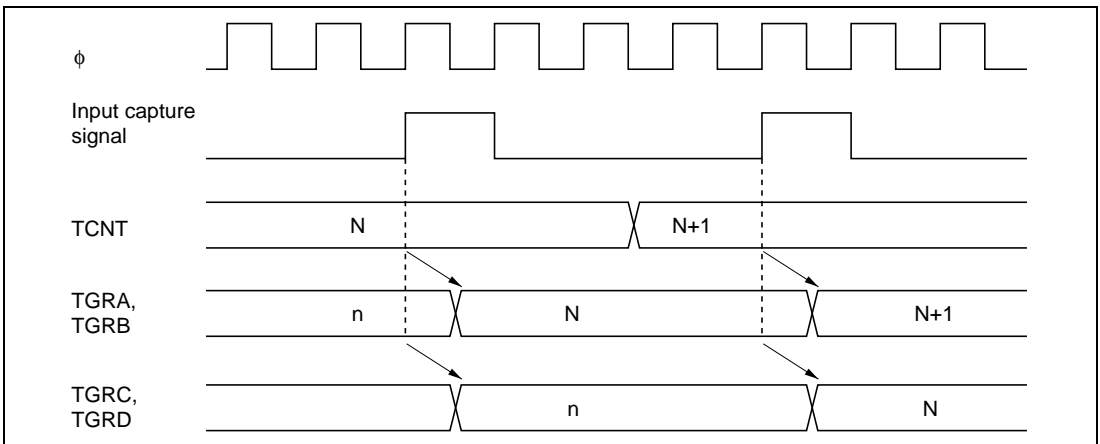 ϕ
Input capture
signal
TCNT N N+1
TGRA,
TGRB n N N+1
TGRC,
TGRD n N